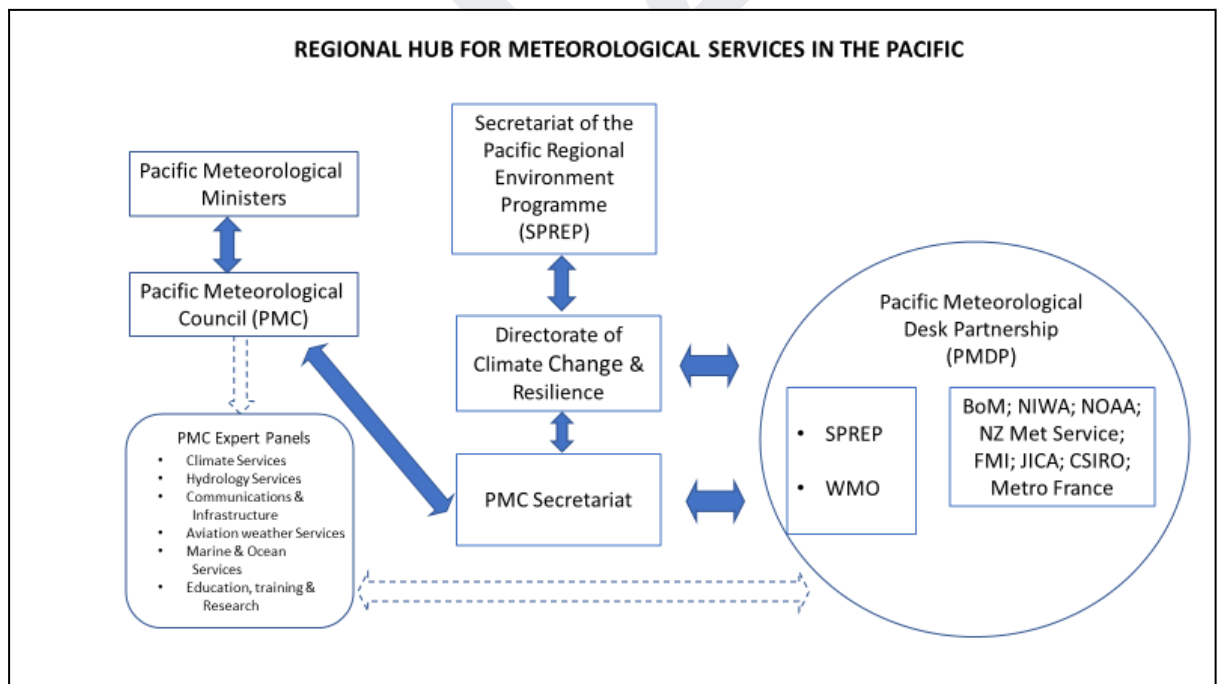 REGIONAL HUB FOR METEOROLOGICAL SERVICES IN THE PACIFIC
Pacific Meteorological
Ministers
Pacific Meteorological
Council (PMC)
PMC Expert Panels
• Climate Services
• Hydrology Services
• Communications &
Infrastructure
• Aviation weather Services
• Marine & Ocean
Services
• Education, training &
Research
Secretariat of the
Pacific Regional
Environment
Programme
(SPREP)
Directorate of
Climate Change &
Resilience
PMC Secretariat
Pacific Meteorological
Desk Partnership
(PMDP)
• SPREP
• WMO
BoM; NIWA; NOAA;
NZ Met Service;
FMI; JICA; CSIRO;
Metro France